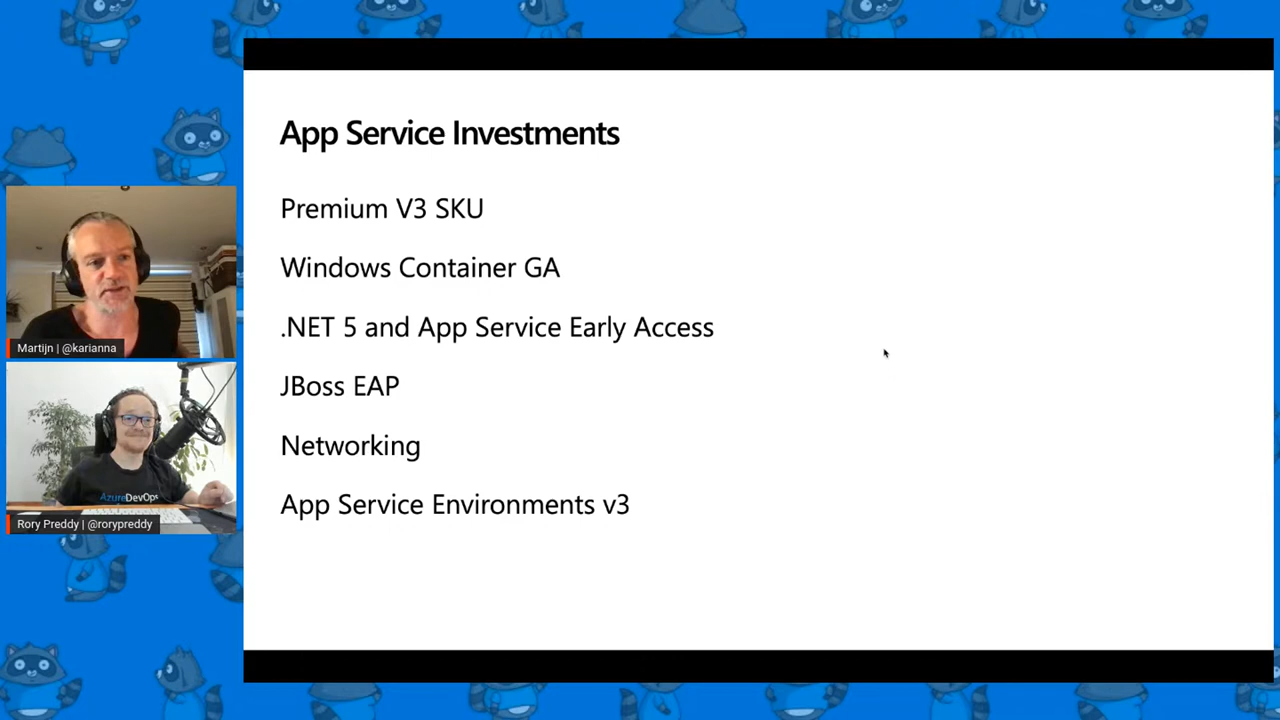 App Service Investments
Premium V3 SKU
Windows Container GA
.NET 5 and App Service Early Access
JBoss EAP
Networking
App Service Environments v3
Martijn | @karianna
AzureDevOps
Rory Preddy | @rorypreddy